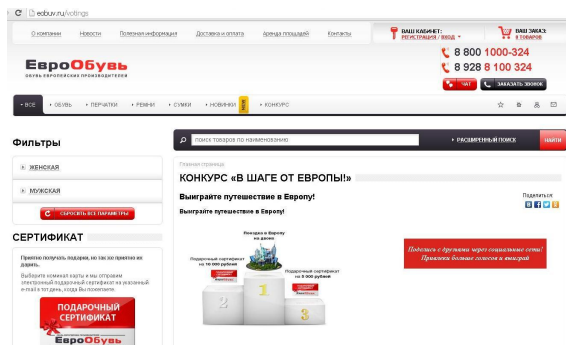 eobuv.ru/votings
О компании Новости Полезная информация Доставка и оплата Аренда площадей Контакты
ВАШ КАБИНЕТ:
РЕГИСТРАЦИЯ / ВХОД
ВАШ ЗАКАЗ:
0 ТОВАРОВ
8 800 1000-324
8 928 8 100 324
ЕвроОбувь
ОБУВЬ ЕВРОПЕЙСКИХ ПРОИЗВОДИТЕЛЕЙ
ЧАТ ЗАКАЗАТЬ ЗВОНОК
ВСЕ ОБУВЬ ПЕРЧАТКИ РЕМНИ СУМКИ НОВИНКИ NEW КОНКУРС
Фильтры
ЖЕНСКАЯ
МУЖСКАЯ
СБРОСИТЬ ВСЕ ПАРАМЕТРЫ
СЕРТИФИКАТ
Приятно получать подарки, но так же приятно их
дарить.
Выберите номинал карты и мы отправим
электронный подарочный сертификат на указанный
e-mail в тот день, когда Вы пожелаете.
ПОДАРОЧНЫЙ
СЕРТИФИКАТ
ЕвроОбувь
поиск товаров по наименованию
РАСШИРЕННЫЙ ПОИСК НАЙТИ
Главная страница
КОНКУРС «В ШАГЕ ОТ ЕВРОПЫ!»
Выиграйте путешествие в Европу!
Поделиться:
Выиграйте путешествие в Европу!
Поездка в Европу
на двоих
Подарочный сертификат
на 10 000 рублей
Подарочный сертификат
на 5 000 рублей
1
2
3
Поделись с друзьями через социальные сети!
Привлеки больше голосов и выиграй